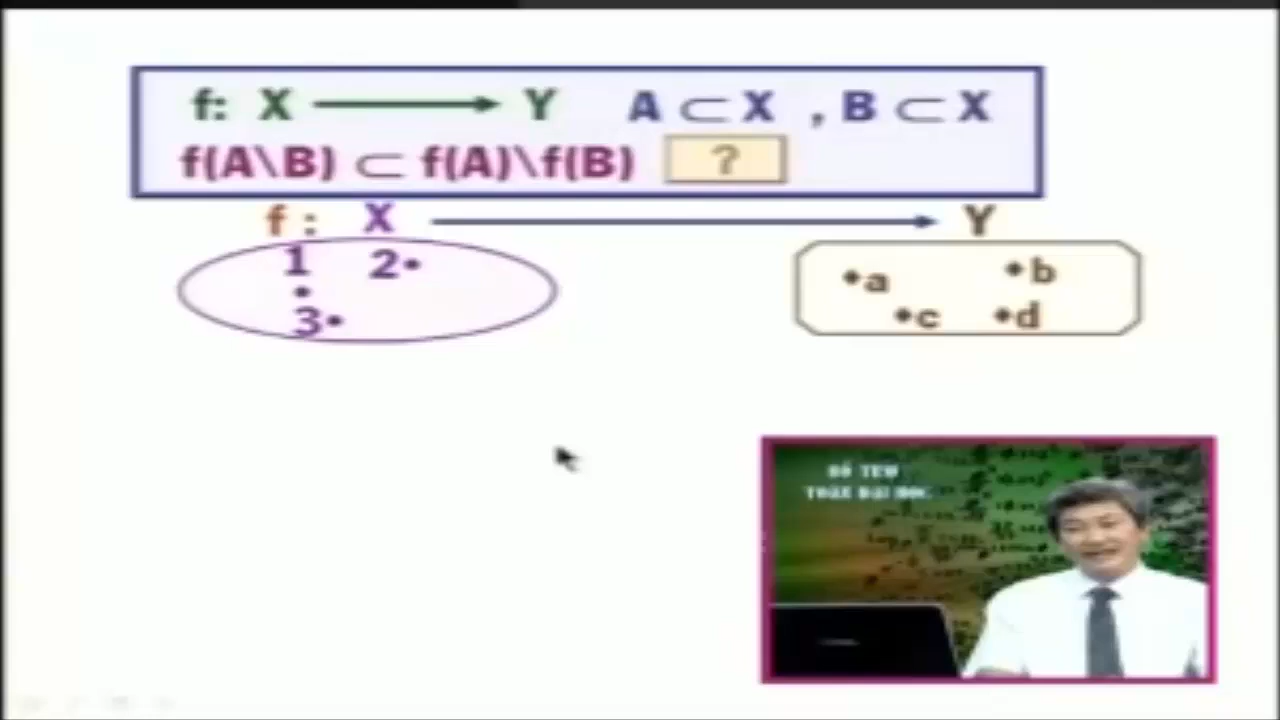 f: X ⟶ Y A ⊂ X , B ⊂ X
f(A\B) ⊂ f(A)\f(B) ?
f : X ⟶ Y
1 2• •a •b
•
3• •c •d